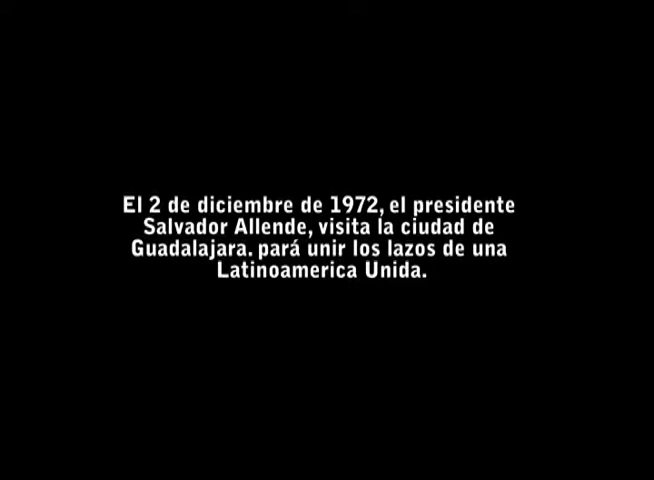 El 2 de diciembre de 1972, el presidente
Salvador Allende, visita la ciudad de
Guadalajara. pará unir los lazos de una
Latinoamerica Unida.